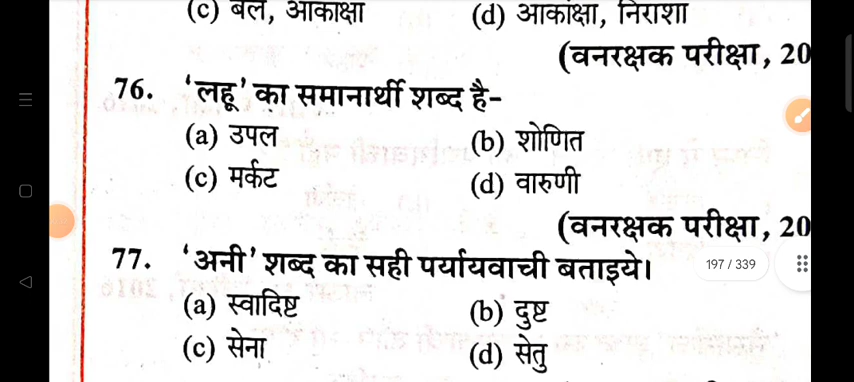 (c) बल, आकांक्षा (d) आकांक्षा, निराशा
(वनरक्षक परीक्षा, 20
76. ‘लहू’ का समानार्थी शब्द है-
(a) उपल (b) शोणित
(c) मर्कट (d) वारुणी
(वनरक्षक परीक्षा, 20
77. ‘अनी’ शब्द का सही पर्यायवाची बताइये।
197 / 339
(a) स्वादिष्ट (b) दुष्ट
(c) सेना (d) सेतु